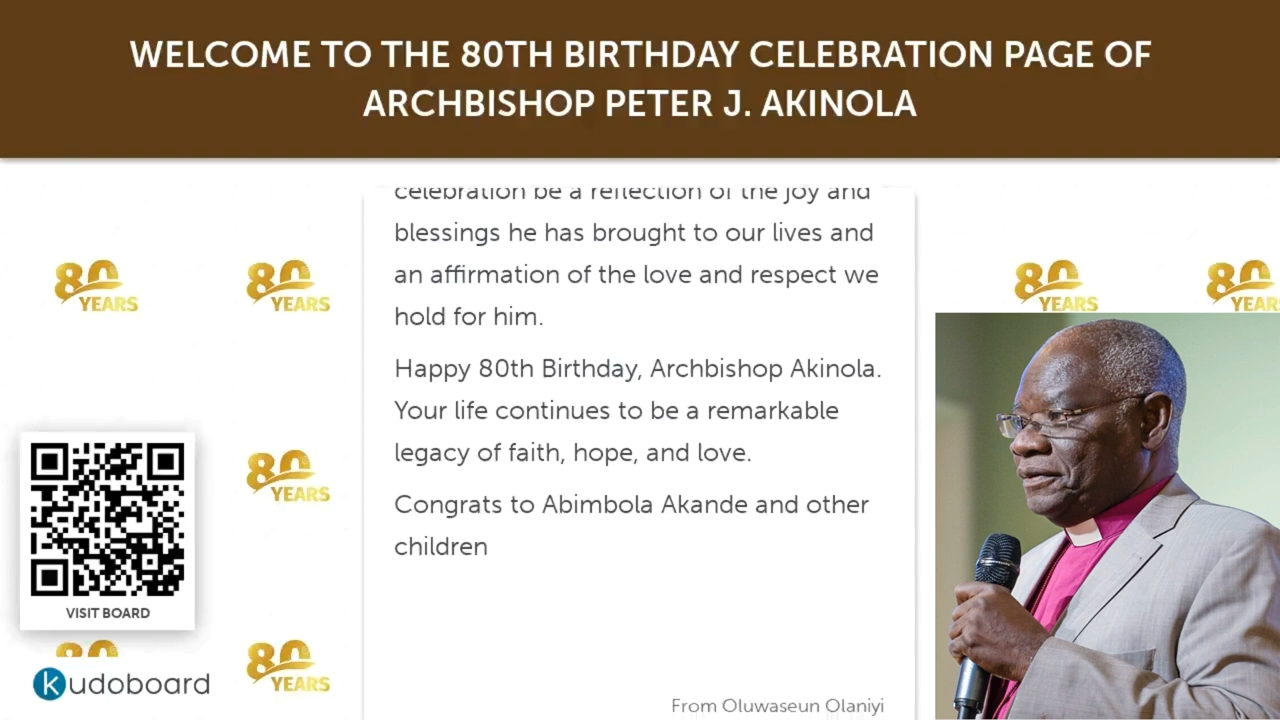 WELCOME TO THE 80TH BIRTHDAY CELEBRATION PAGE OF
ARCHBISHOP PETER J. AKINOLA
celebration be a reflection of the joy and
blessings he has brought to our lives and
an affirmation of the love and respect we
hold for him.
Happy 80th Birthday, Archbishop Akinola.
Your life continues to be a remarkable
legacy of faith, hope, and love.
Congrats to Abimbola Akande and other
children
From Oluwaseun Olaniyi
80 YEARS
80 YEARS
80 YEARS
80 YEARS
80 YEARS
VISIT BOARD
80
80 YEARS
kudoboard